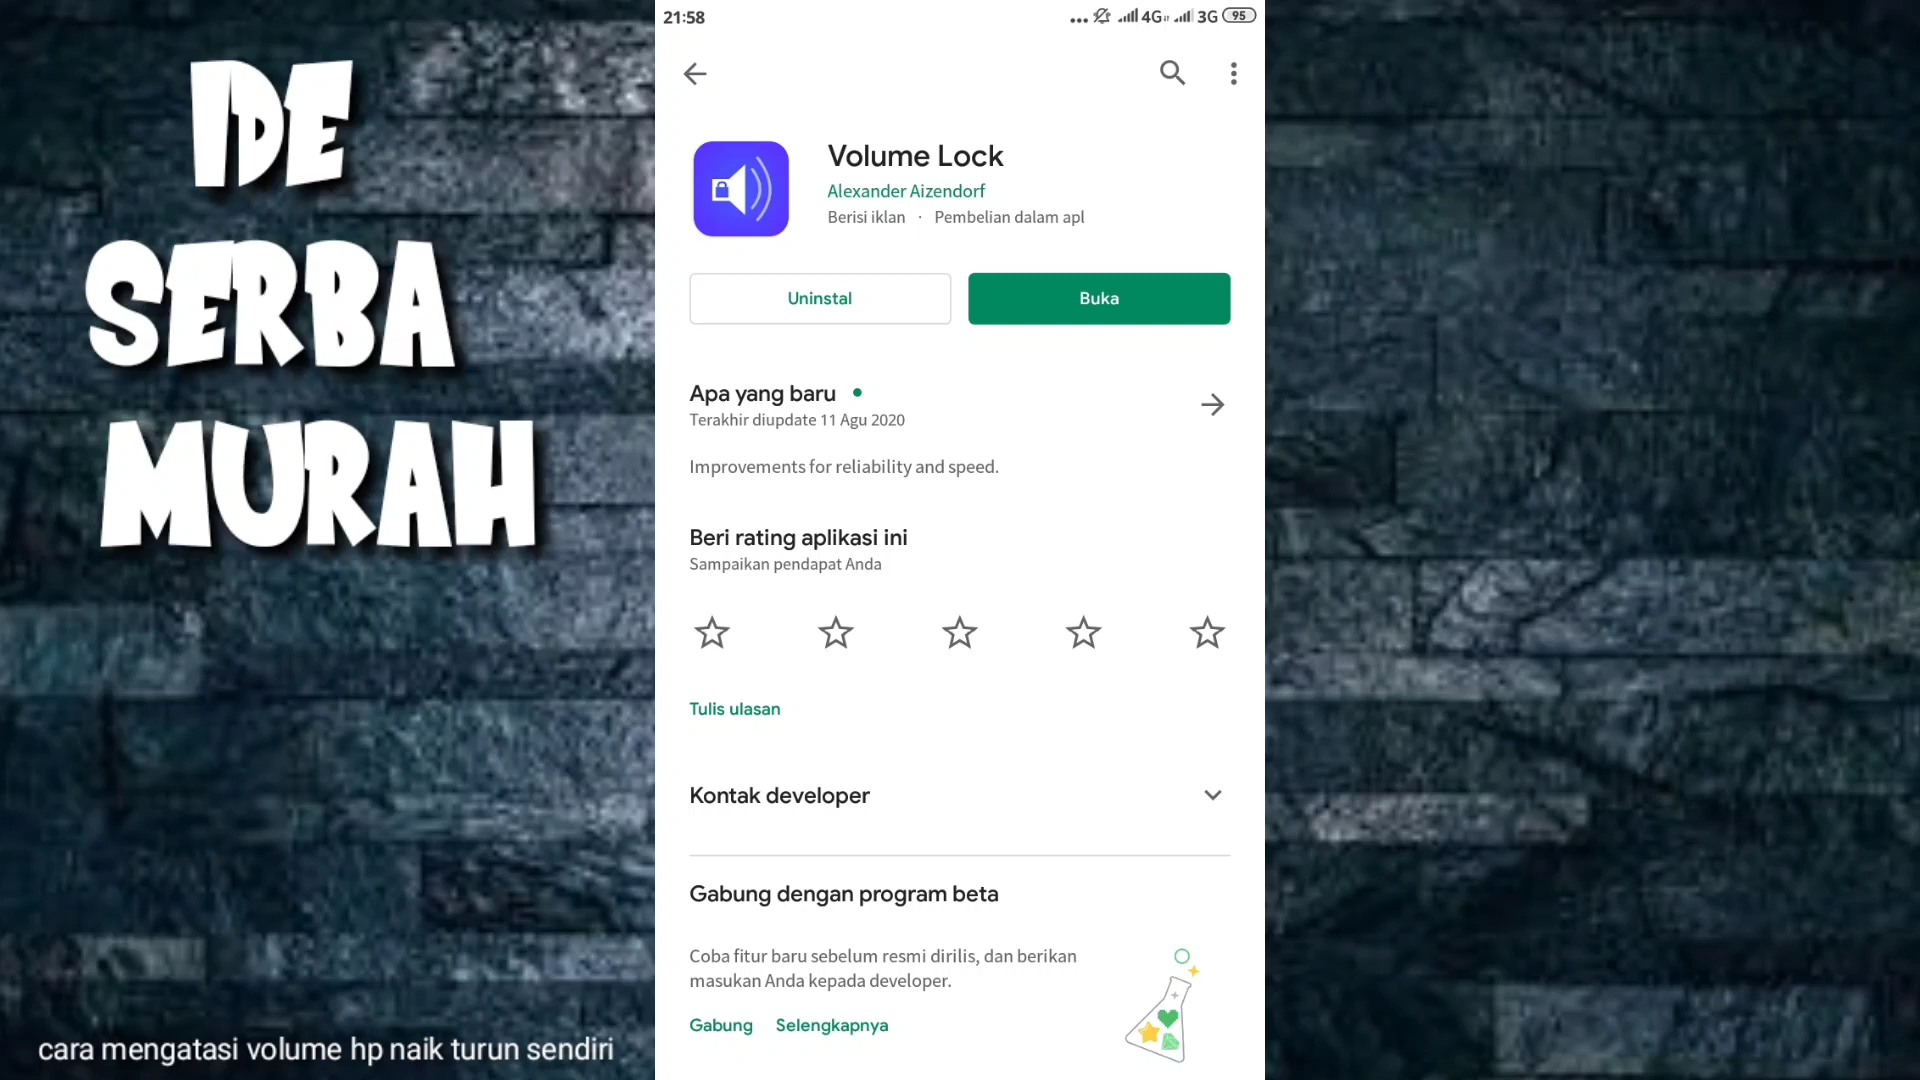 IDE
SERBA
MURAH
cara mengatasi volume hp naik turun sendiri
21:58
4G
3G
95
Volume Lock
Alexander Aizendorf
Berisi iklan · Pembelian dalam apl
Uninstal
Buka
Apa yang baru
Terakhir diupdate 11 Agu 2020
Improvements for reliability and speed.
Beri rating aplikasi ini
Sampaikan pendapat Anda
Tulis ulasan
Kontak developer
Gabung dengan program beta
Coba fitur baru sebelum resmi dirilis, dan berikan
masukan Anda kepada developer.
Gabung
Selengkapnya